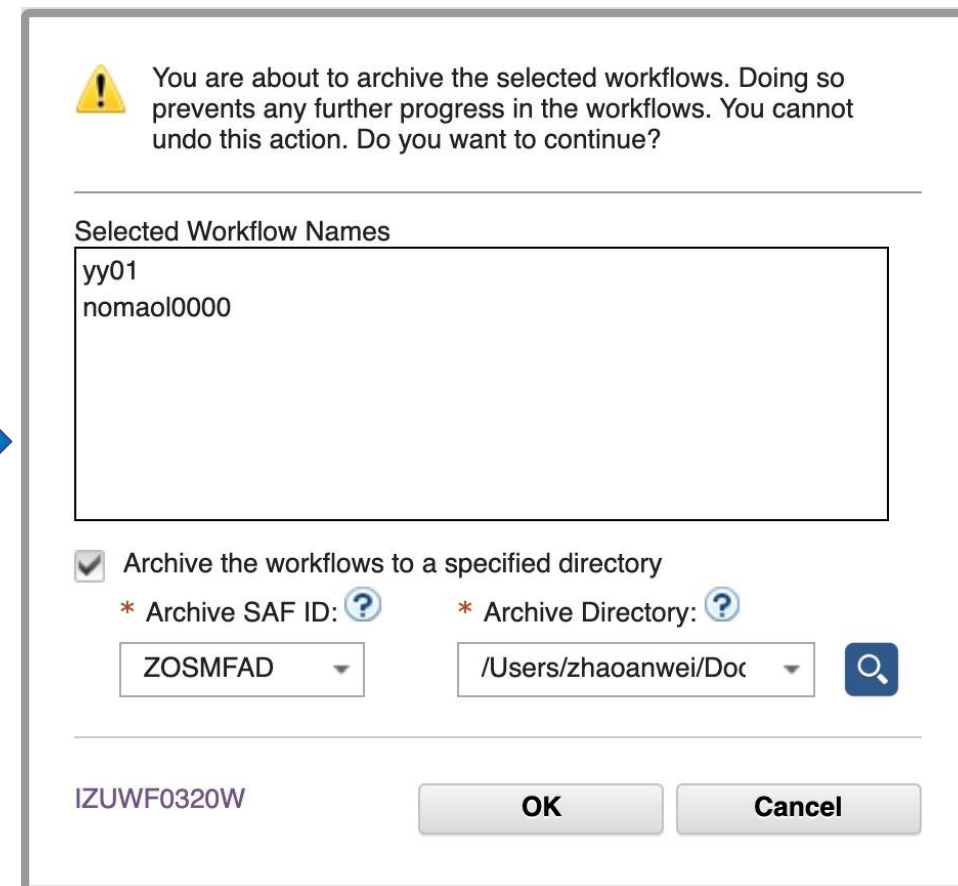 You are about to archive the selected workflows. Doing so
prevents any further progress in the workflows. You cannot
undo this action. Do you want to continue?
Selected Workflow Names
yy01
nomaol0000
Archive the workflows to a specified directory
* Archive SAF ID: ? * Archive Directory: ?
ZOSMFAD /Users/zhaoanwei/Doc
IZUWF0320W OK Cancel